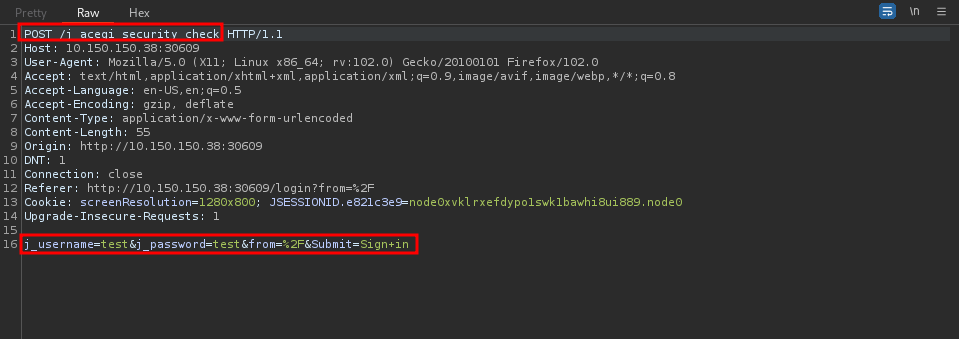 Pretty Raw Hex
\n
1 POST /j_acegi_security_check HTTP/1.1
2 Host: 10.150.150.38:30609
3 User-Agent: Mozilla/5.0 (X11; Linux x86_64; rv:102.0) Gecko/20100101 Firefox/102.0
4 Accept: text/html,application/xhtml+xml,application/xml;q=0.9,image/avif,image/webp,*/*;q=0.8
5 Accept-Language: en-US,en;q=0.5
6 Accept-Encoding: gzip, deflate
7 Content-Type: application/x-www-form-urlencoded
8 Content-Length: 55
9 Origin: http://10.150.150.38:30609
10 DNT: 1
11 Connection: close
12 Referer: http://10.150.150.38:30609/login?from=%2F
13 Cookie: screenResolution=1280x800; JSESSIONID.e821c3e9=node0xvklrxefdypo1swk1bawhi8ui889.node0
14 Upgrade-Insecure-Requests: 1
15
16 j_username=test&j_password=test&from=%2F&Submit=Sign+in